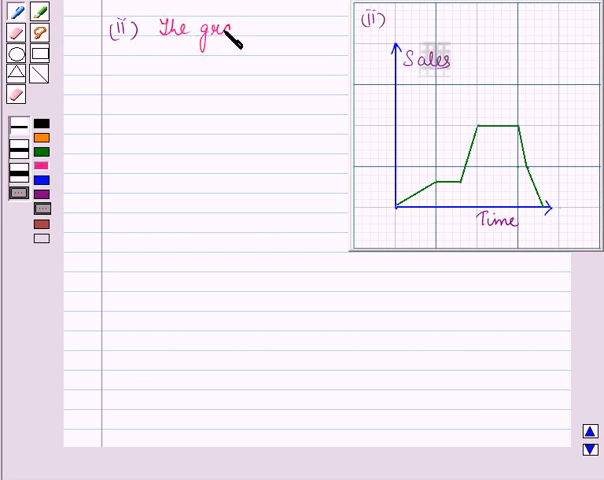 (ii) The gra
(ii)
Sales
Time